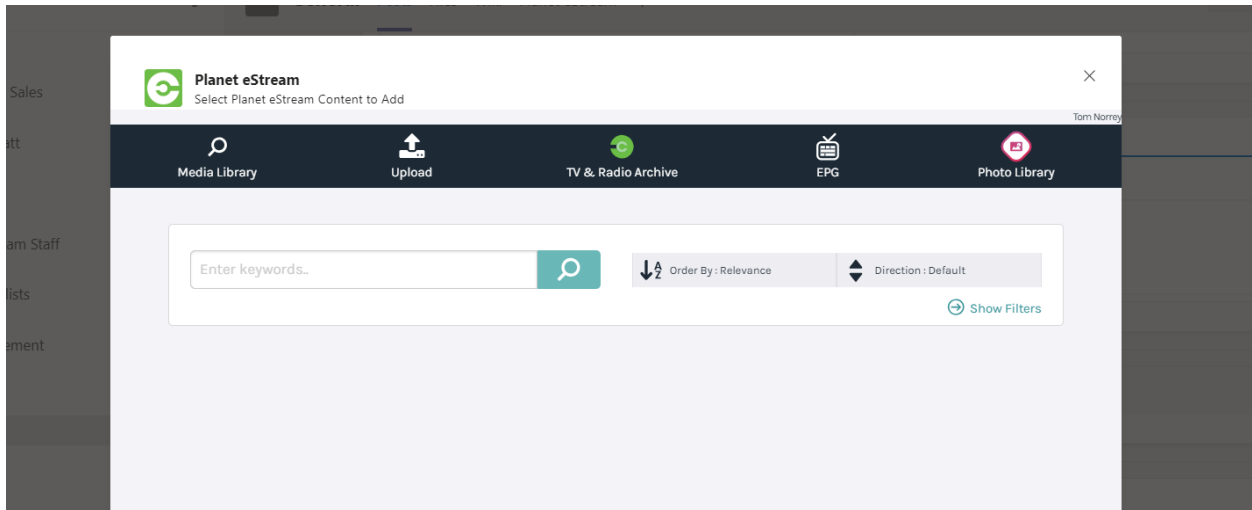 Sales
Planet eStream
Select Planet eStream Content to Add
Tom Norrey
Media Library
Upload
TV & Radio Archive
EPG
Photo Library
am Staff
Enter keywords..
Order By : Relevance
Direction : Default
lists
Show Filters
ement